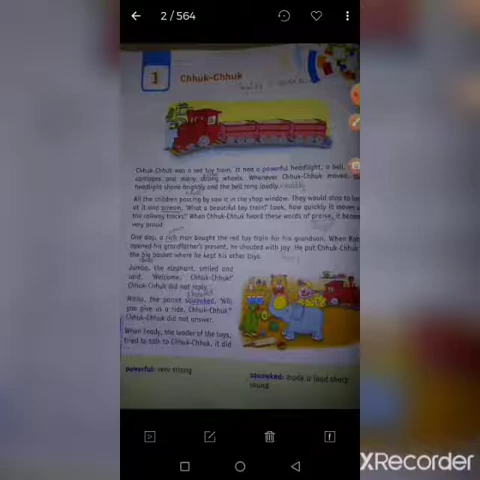 2 / 564
1
Chhuk-Chhuk
Chhuk-Chhuk was a red toy train. It had a powerful headlight, a bell,
carriages and many strong wheels. Whenever Chhuk-Chhuk moved,
headlight shone brightly and the bell rang loudly.
All the children passing by saw it in the shop window. They would stop to
at it and scream, 'What a beautiful toy train! Look, how quickly it moves
the railway tracks!' When Chhuk-Chhuk heard these words of praise, it
very proud.
One day, a rich man bought the red toy train for his grandson. When
opened his grandfather's present, he shouted with joy. He put Chhuk-Chhuk
the big basket where he kept his other toys.
Jumbo, the elephant, smiled and
said, 'Welcome, Chhuk-Chhuk!'
Chhuk-Chhuk did not reply.
the parrot squawked, 'Will
you give us a ride, Chhuk-Chhuk?'
Chhuk-Chhuk did not answer.
When Teddy, the leader of the toys,
tried to talk to Chhuk-Chhuk, it did
powerful: very strong
squawked: made a loud sharp
sound
XRecorder